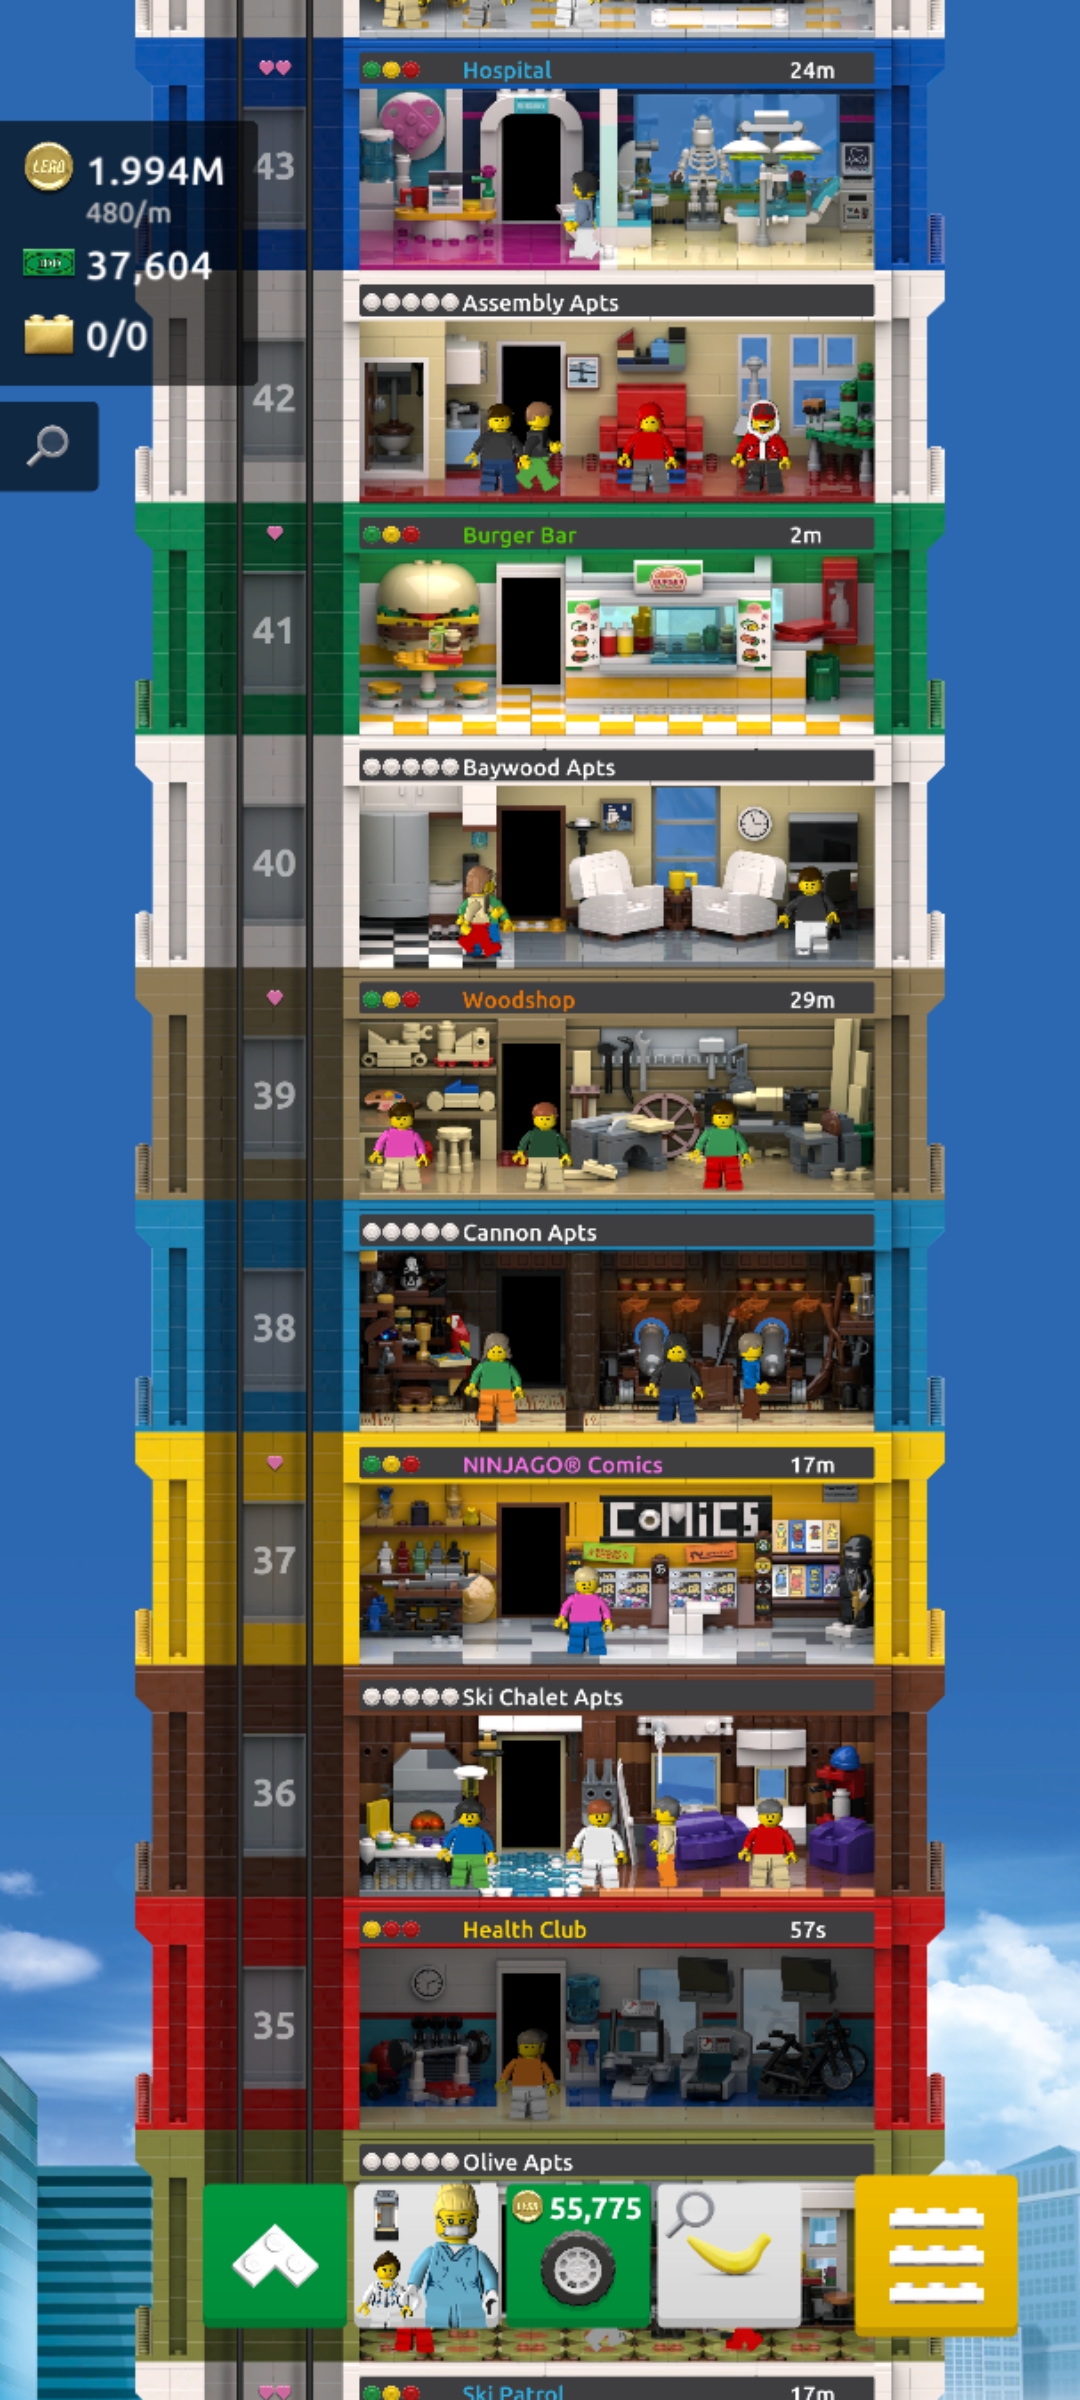 Hospital 24m
43
LEGO 1.994M
480/m
37,604
0/0
Assembly Apts
42
Burger Bar 2m
41
Baywood Apts
40
Woodshop 29m
39
Cannon Apts
38
NINJAGO® Comics 17m
COMiCS
37
Ski Chalet Apts
36
Health Club 57s
35
Olive Apts
LEGO 55,775
Ski Patrol 17m